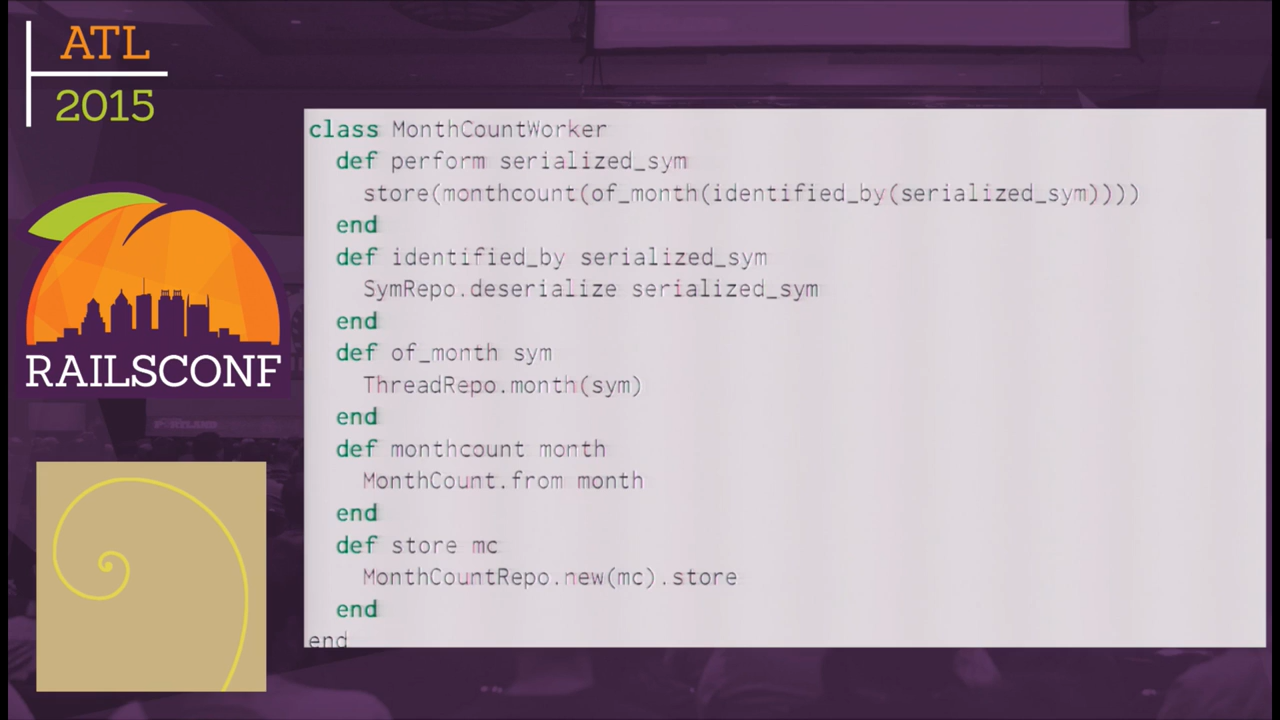 ATL
2015
RAILSCONF
class MonthCountWorker
  def perform serialized_sym
    store(monthcount(of_month(identified_by(serialized_sym))))
  end
  def identified_by serialized_sym
    SymRepo.deserialize serialized_sym
  end
  def of_month sym
    ThreadRepo.month(sym)
  end
  def monthcount month
    MonthCount.from month
  end
  def store mc
    MonthCountRepo.new(mc).store
  end
end